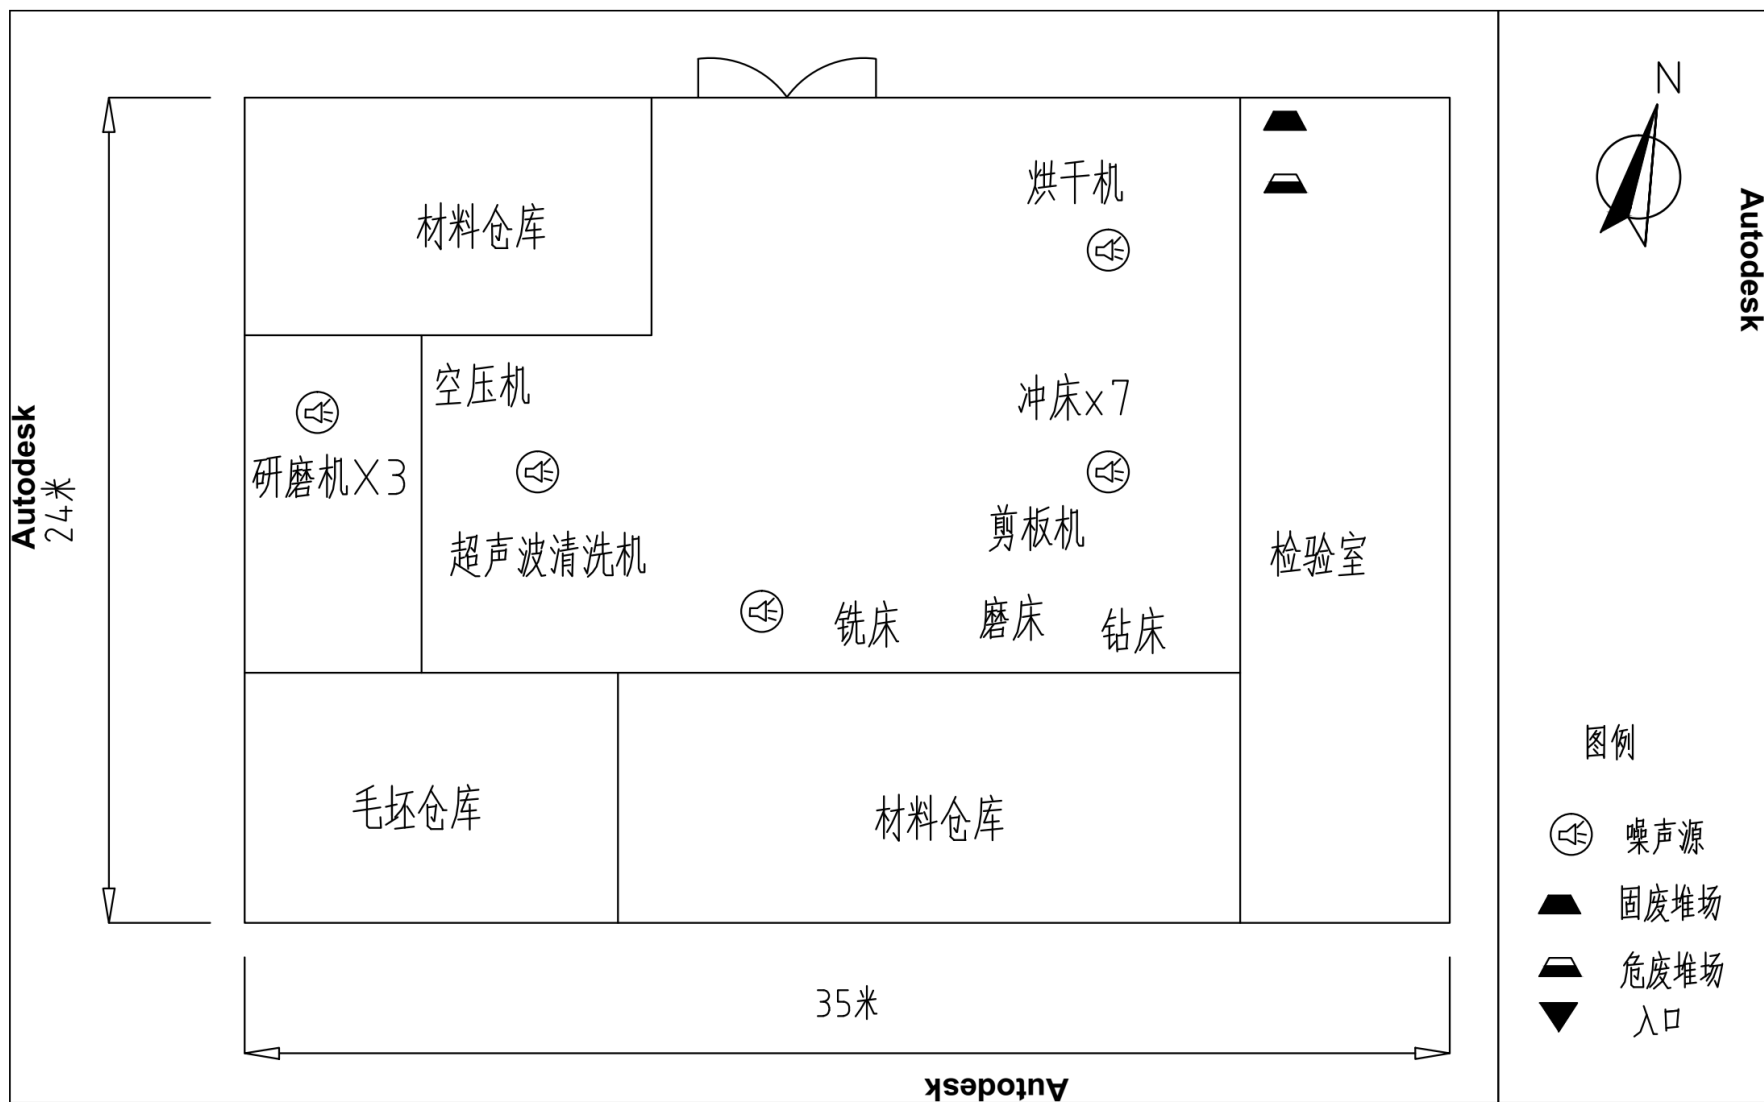 N
烘干机
材料仓库
Autodesk
空压机
冲床x7
Autodesk
24米
研磨机X3
超声波清洗机
剪板机
检验室
铣床
磨床
钻床
图例
毛坯仓库
材料仓库
噪声源
固废堆场
危废堆场
入口
35米
Autodesk